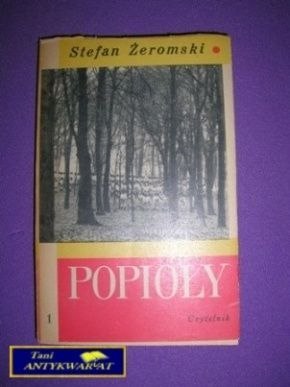 Stefan Żeromski
POPIOŁY
1
Czytelnik
Tani
ANTYKWARIAT